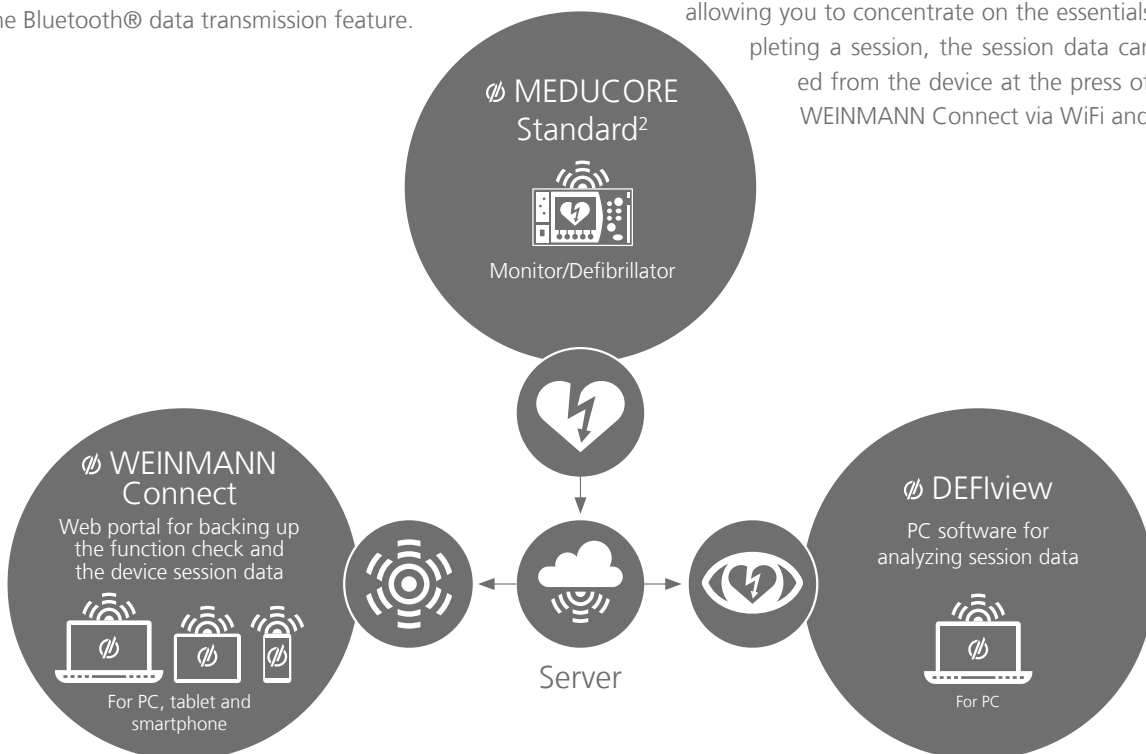 Bluetooth® data transmission feature.
allowing you to concentrate on the essentials
pleting a session, the session data
ed from the device at the press of
WEINMANN Connect via WiFi and
MEDUCORE
Standard²
Monitor/Defibrillator
WEINMANN
Connect
Web portal for backing up
the function check and
the device session data
For PC, tablet and
smartphone
Server
DEFIview
PC software for
analyzing session data
For PC